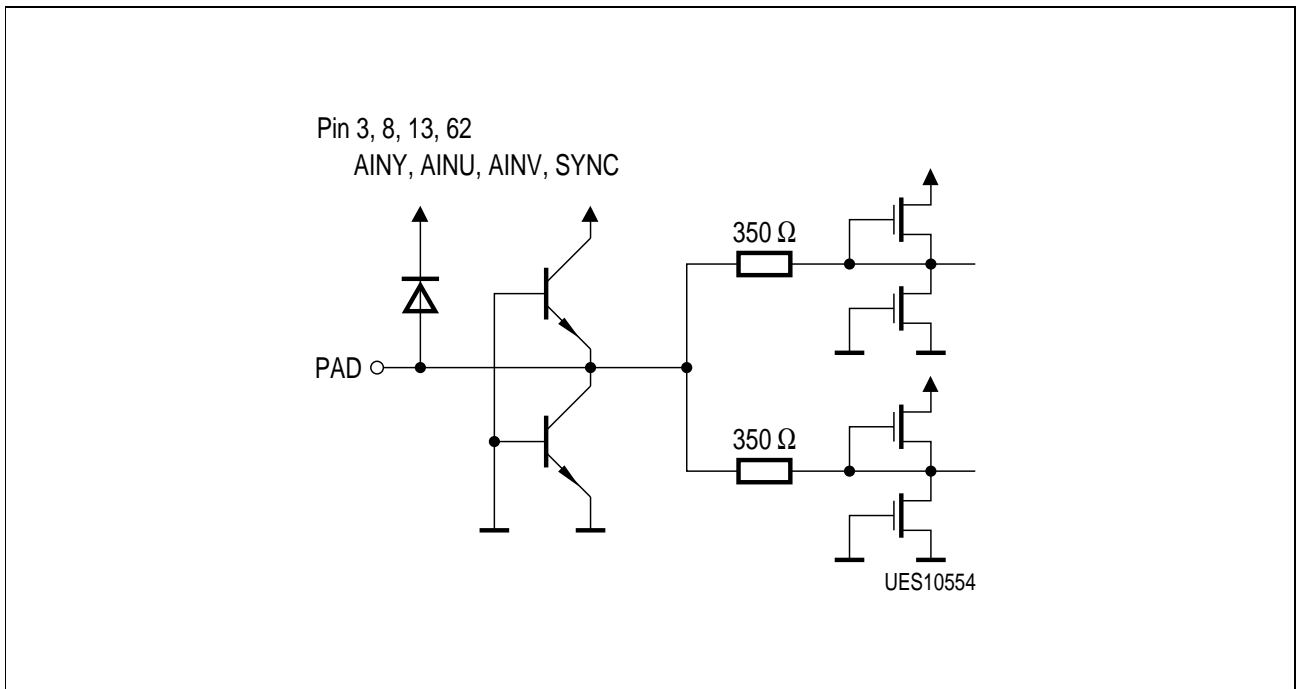 Pin 3, 8, 13, 62
AINY, AINU, AINV, SYNC
350 Ω
PAD
350 Ω
UES10554